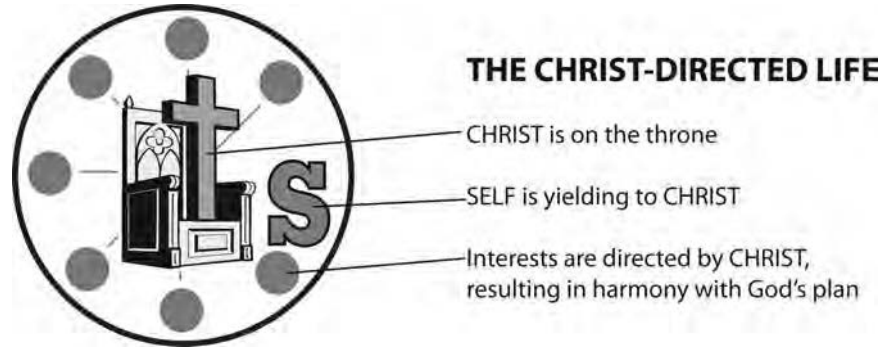 THE CHRIST-DIRECTED LIFE
CHRIST is on the throne
S
SELF is yielding to CHRIST
Interests are directed by CHRIST,
resulting in harmony with God's plan